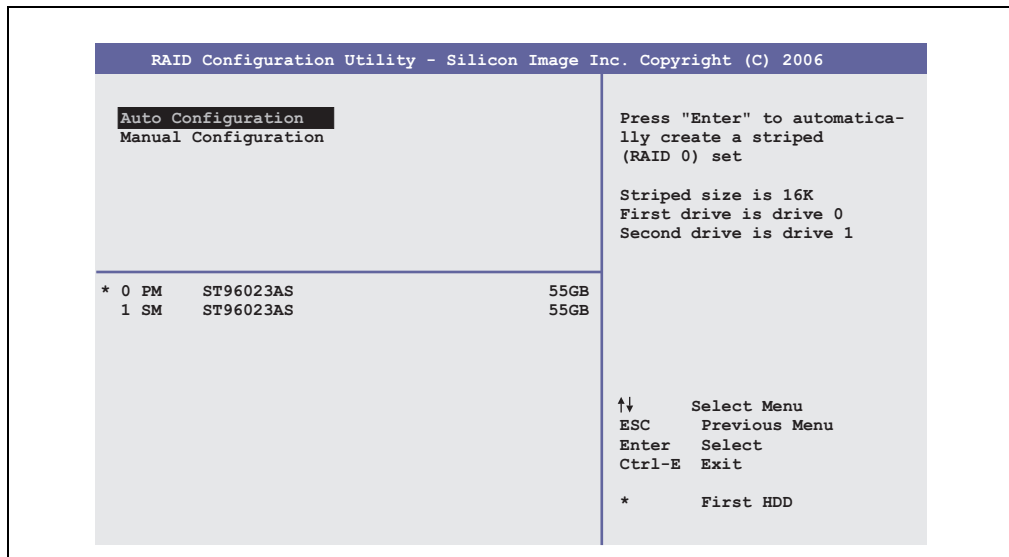 RAID Configuration Utility - Silicon Image Inc. Copyright (C) 2006
Auto Configuration
Manual Configuration
Press "Enter" to automatica-
lly create a striped
(RAID 0) set
Striped size is 16K
First drive is drive 0
Second drive is drive 1
* 0 PM ST96023AS 55GB
1 SM ST96023AS 55GB
↑↓ Select Menu
ESC Previous Menu
Enter Select
Ctrl-E Exit
* First HDD